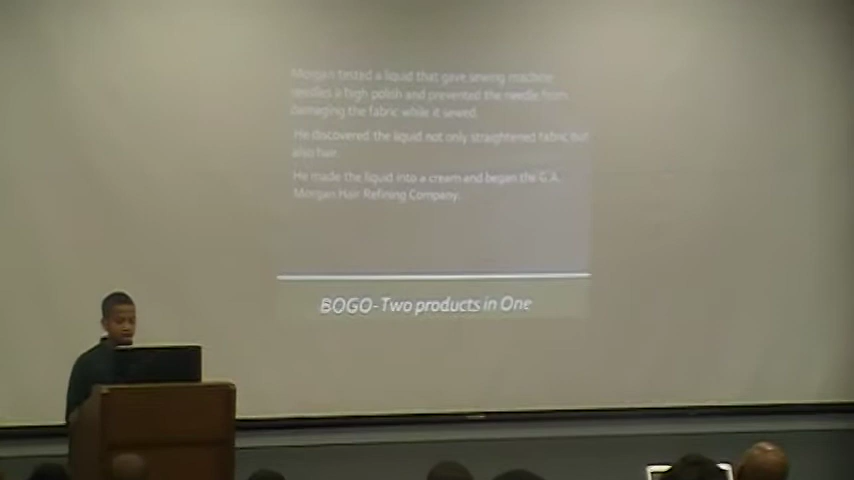 Morgan tested a liquid that gave sewing machine
needles a high polish and prevented the needle from
damaging the fabric while it sewed.
He discovered the liquid not only straightened fabric but
also hair.
He made the liquid into a cream and began the G.A.
Morgan Hair Refining Company.
BOGO-Two products in One